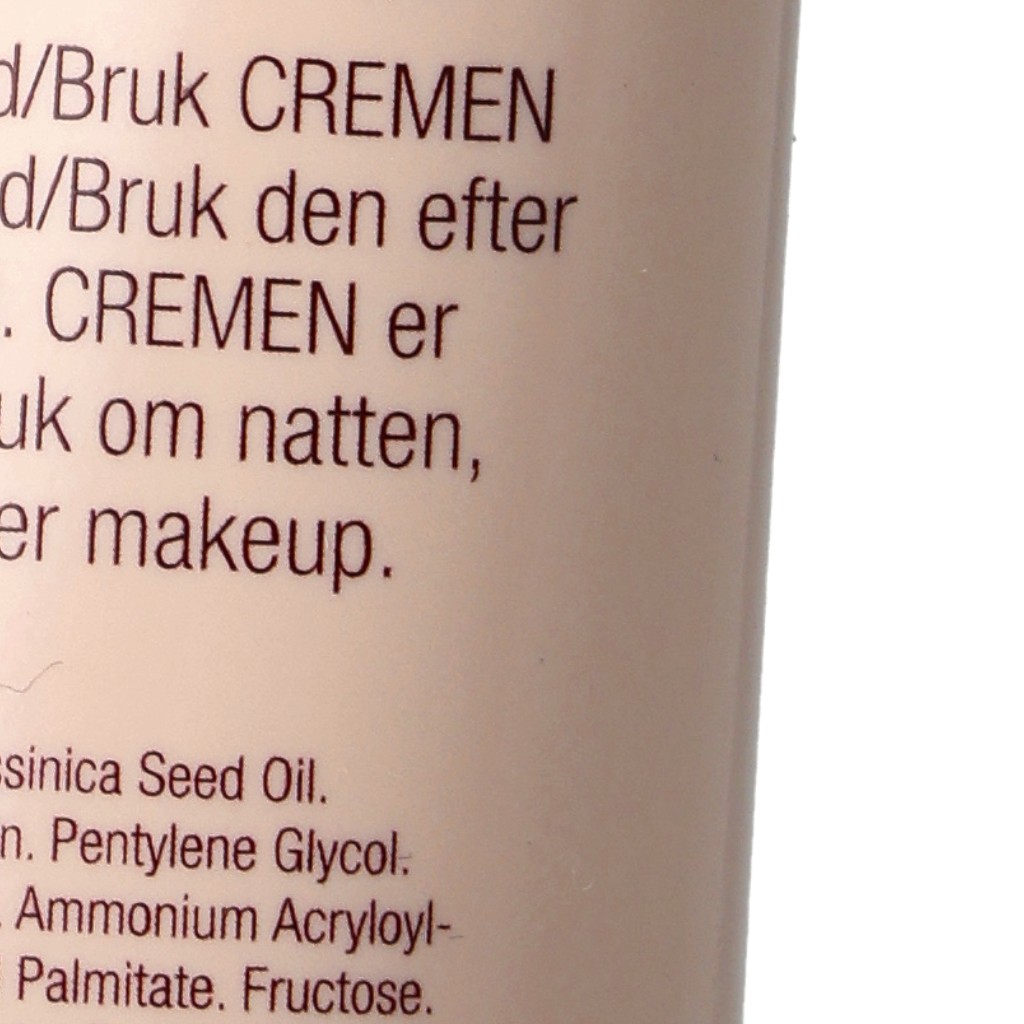 d/Bruk CREMEN
d/Bruk den efter
. CREMEN er
uk om natten,
er makeup.
ssinica Seed Oil.
n. Pentylene Glycol.
. Ammonium Acryloyl-
Palmitate. Fructose.